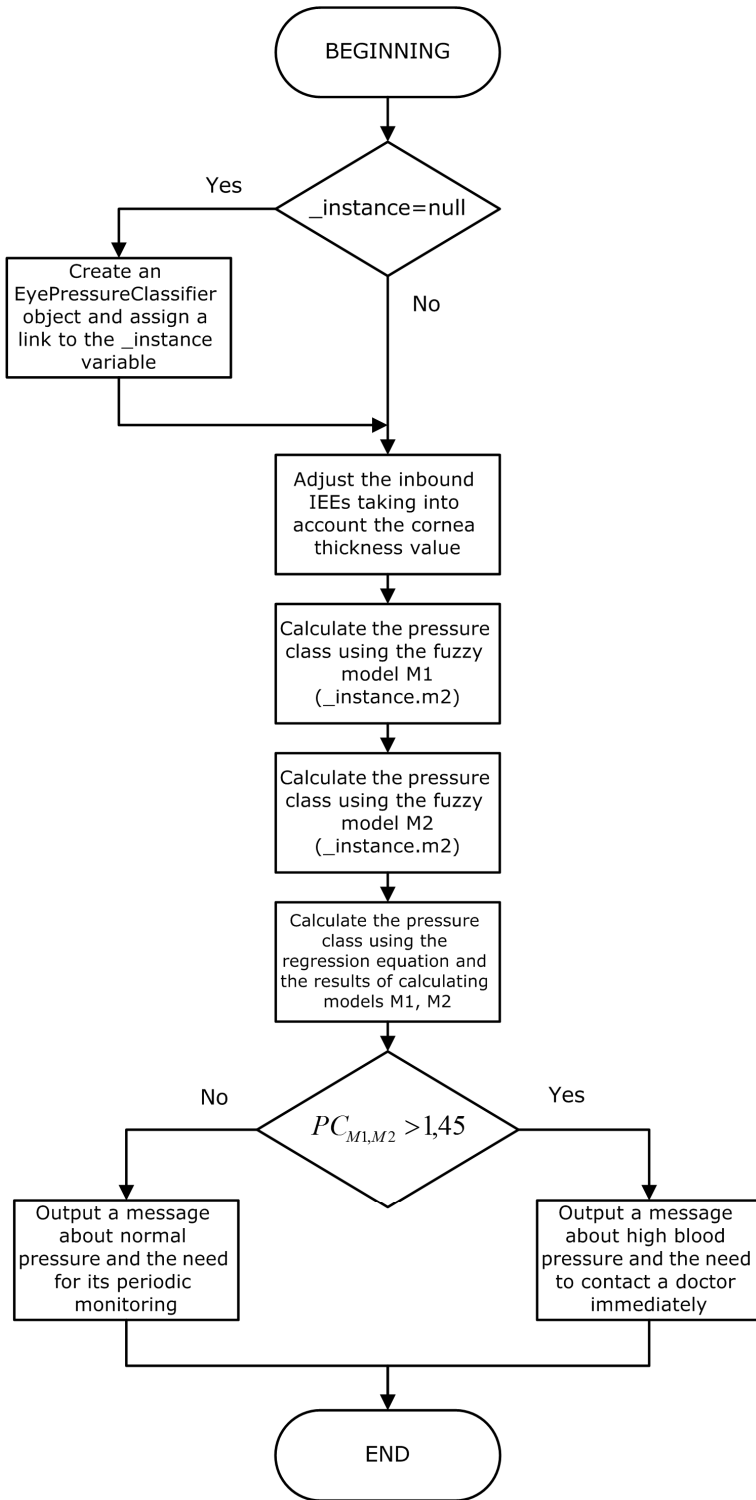 BEGINNING
Yes
_instance=null
Create an
EyePressureClassifier
object and assign a
link to the _instance
variable
No
Adjust the inbound
IEEs taking into
account the cornea
thickness value
Calculate the pressure
class using the fuzzy
model M1
(_instance.m2)
Calculate the pressure
class using the fuzzy
model M2
(_instance.m2)
Calculate the pressure
class using the
regression equation and
the results of calculating
models M1, M2
No
Yes
PC_{M1,M2} >1,45
Output a message
about normal
pressure and the need
for its periodic
monitoring
Output a message
about high blood
pressure and the need
to contact a doctor
immediately
END